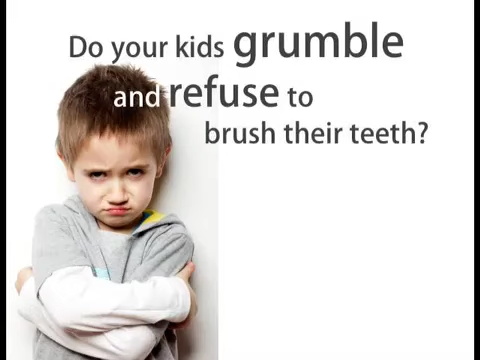 Do your kids grumble
and refuse to
brush their teeth?